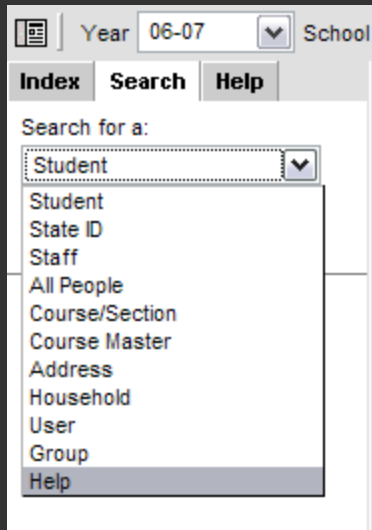 Year 06-07 School
Index Search Help
Search for a:
Student
Student
State ID
Staff
All People
Course/Section
Course Master
Address
Household
User
Group
Help